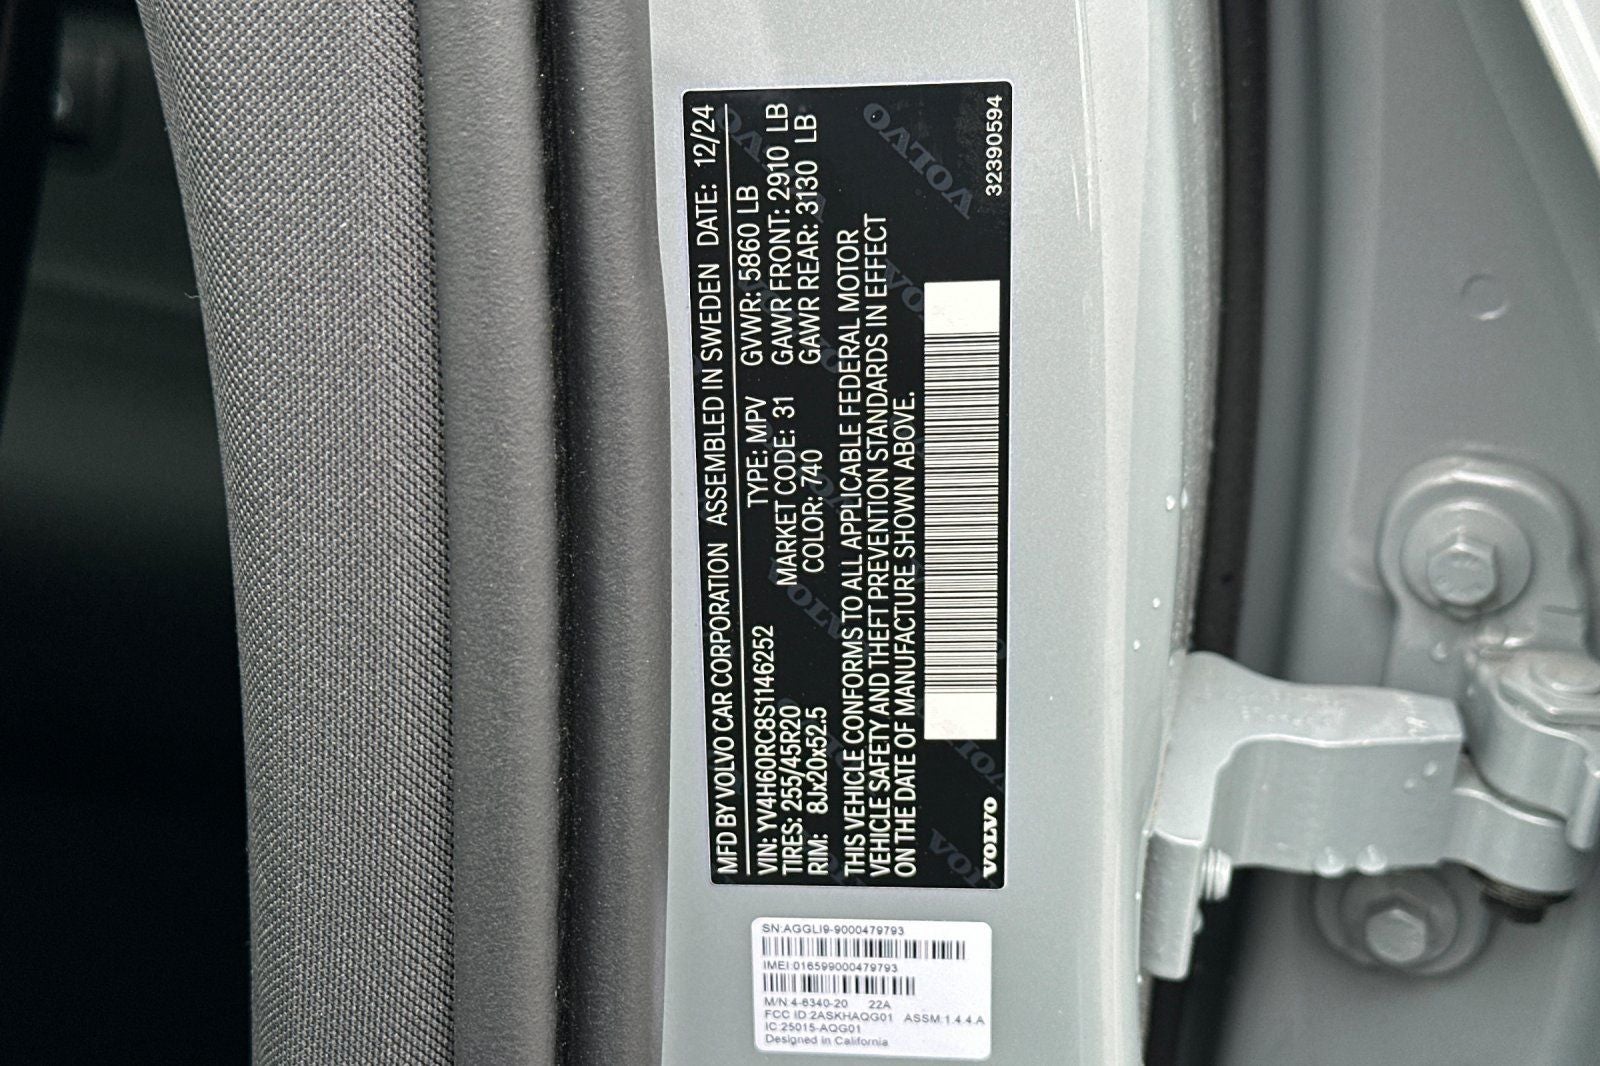 MFD BY VOLVO CAR CORPORATION ASSEMBLED IN SWEDEN DATE: 12/24
VIN: YV4H60RC8S1146252 TYPE: MPV GVWR: 5860 LB
TIRES: 255/45R20 MARKET CODE: 31 GAWR FRONT: 2910 LB
RIM: 8Jx20x52.5 COLOR: 740 GAWR REAR: 3130 LB
THIS VEHICLE CONFORMS TO ALL APPLICABLE FEDERAL MOTOR
VEHICLE SAFETY AND THEFT PREVENTION STANDARDS IN EFFECT
ON THE DATE OF MANUFACTURE SHOWN ABOVE.
VOLVO 32390594
SN:AGGLI9-9000479793
IMEI:016599000479793
M/N:4-6340-20 22A
FCC ID:2ASKHAQG01 ASSM:1.4.4.A
IC:25015-AQG01
Designed in California